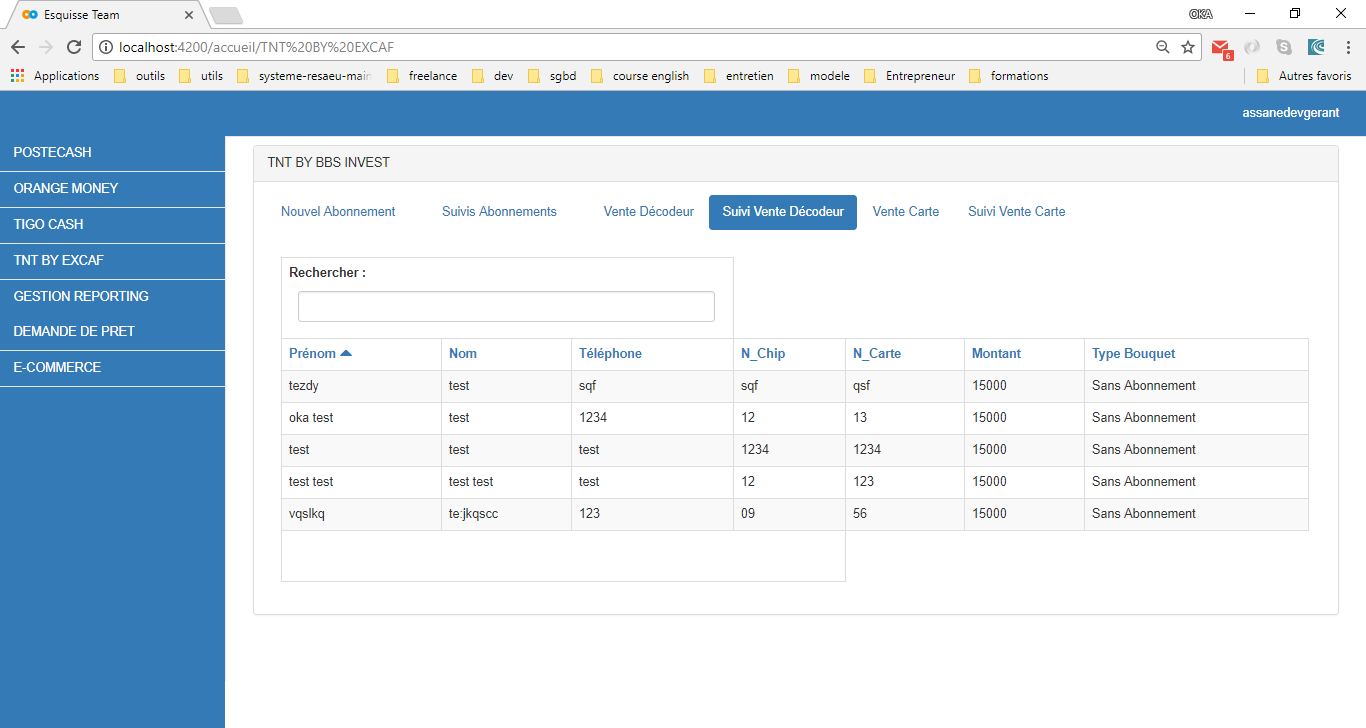 Esquisse Team
OKA
localhost:4200/accueil/TNT%20BY%20EXCAF
6
Applications outils utils systeme-resaeu-main freelance dev sgbd course english entretien modele Entrepreneur formations Autres favoris
assanedevgerant
POSTECASH
ORANGE MONEY
TIGO CASH
TNT BY EXCAF
GESTION REPORTING
DEMANDE DE PRET
E-COMMERCE
TNT BY BBS INVEST
Nouvel Abonnement Suivis Abonnements Vente Décodeur Suivi Vente Décodeur Vente Carte Suivi Vente Carte
Rechercher :
Prénom Nom Téléphone N_Chip N_Carte Montant Type Bouquet
tezdy test sqf sqf qsf 15000 Sans Abonnement
oka test test 1234 12 13 15000 Sans Abonnement
test test test 1234 1234 15000 Sans Abonnement
test test test test test 12 123 15000 Sans Abonnement
vqslkq te:jkqscc 123 09 56 15000 Sans Abonnement